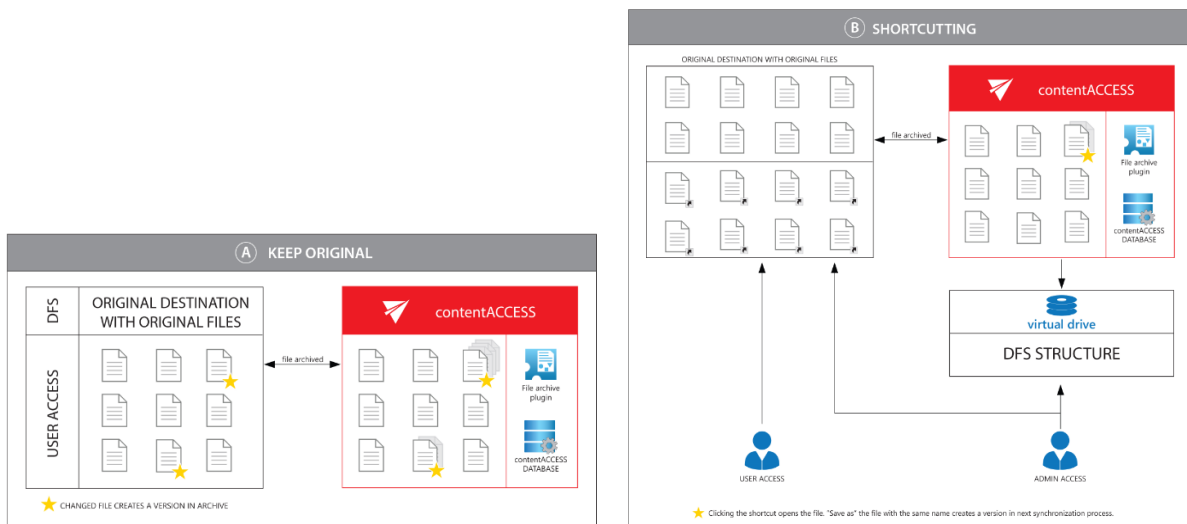 A KEEP ORIGINAL
DFS
ORIGINAL DESTINATION
WITH ORIGINAL FILES
USER ACCESS
file archived
contentACCESS
File archive
plugin
contentACCESS
DATABASE
CHANGED FILE CREATES A VERSION IN ARCHIVE
B SHORTCUTTING
ORIGINAL DESTINATION WITH ORIGINAL FILES
file archived
contentACCESS
File archive
plugin
contentACCESS
DATABASE
virtual drive
DFS STRUCTURE
USER ACCESS
ADMIN ACCESS
Clicking the shortcut opens the file. "Save as" the file with the same name creates a version in next synchronization process.